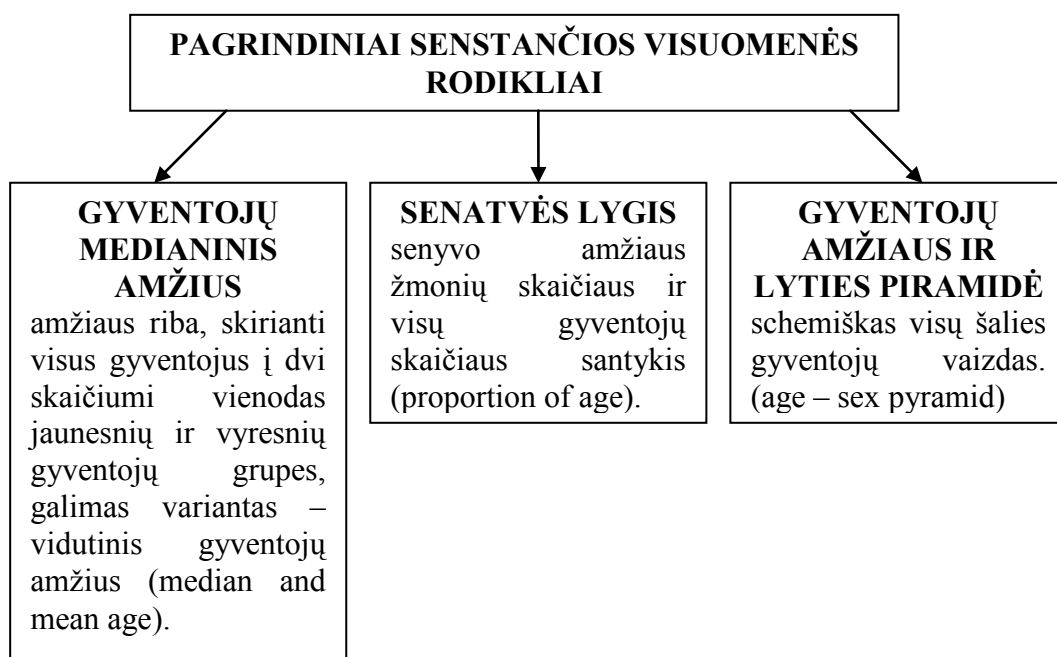 PAGRINDINIAI SENSTANČIOS VISUOMENĖS
RODIKLIAI
GYVENTOJŲ
MEDIANINIS
AMŽIUS
amžiaus riba, skirianti
visus gyventojus į dvi
skaičiumi vienodas
jaunesnių ir vyresnių
gyventojų grupes,
galimas variantas –
vidutinis gyventojų
amžius (median and
mean age).
SENATVĖS LYGIS
senyvo amžiaus
žmonių skaičiaus ir
visų gyventojų
skaičiaus santykis
(proportion of age).
GYVENTOJŲ
AMŽIAUS IR
LYTIES PIRAMIDĖ
schemiškas visų šalies
gyventojų vaizdas.
(age – sex pyramid)